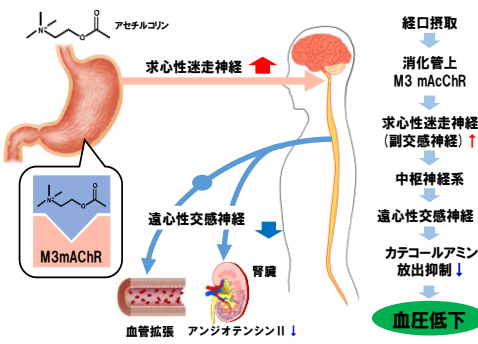 アセチルコリン
N+
O
O
求心性迷走神経
N+
O
O
M3mAChR
遠心性交感神経
腎臓
血管拡張
アンジオテンシンⅡ ↓
経口摂取
消化管上
M3 mAcChR
求心性迷走神経
(副交感神経) ↑
中枢神経系
遠心性交感神経
カテコールアミン
放出抑制 ↓
血圧低下